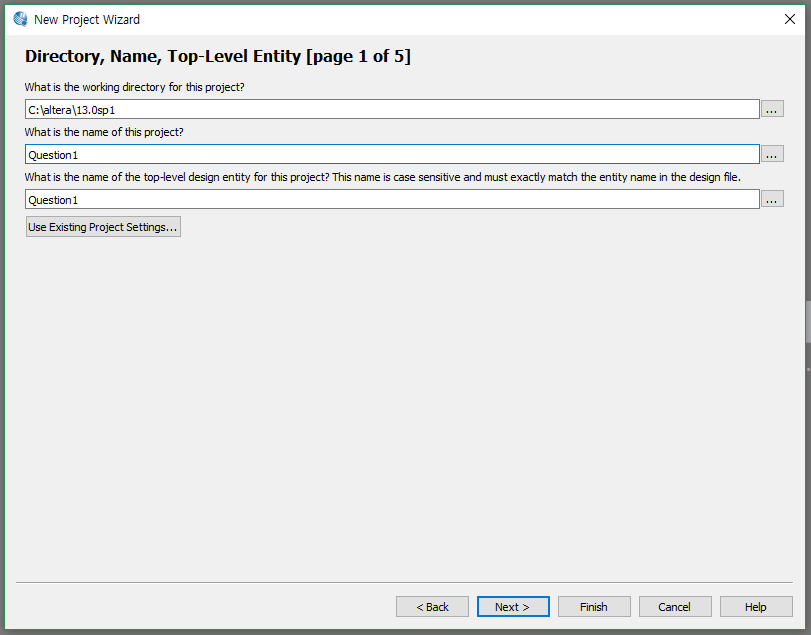 New Project Wizard
Directory, Name, Top-Level Entity [page 1 of 5]
What is the working directory for this project?
C:\altera\13.0sp1
...
What is the name of this project?
Question1
...
What is the name of the top-level design entity for this project? This name is case sensitive and must exactly match the entity name in the design file.
Question1
...
Use Existing Project Settings...
< Back
Next >
Finish
Cancel
Help